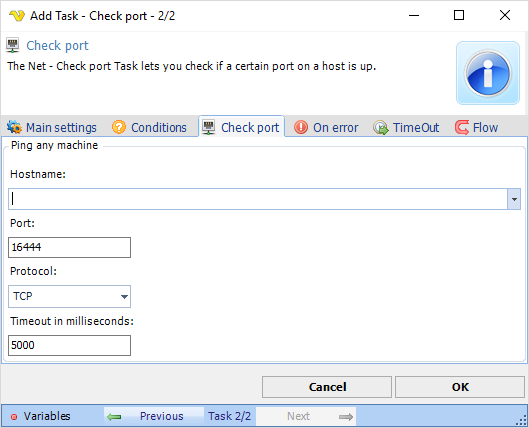 Add Task - Check port - 2/2
Check port
The Net - Check port Task lets you check if a certain port on a host is up.
Main settings Conditions Check port On error TimeOut Flow
Ping any machine
Hostname:
Port:
16444
Protocol:
TCP
Timeout in milliseconds:
5000
Cancel OK
Variables Previous Task 2/2 Next